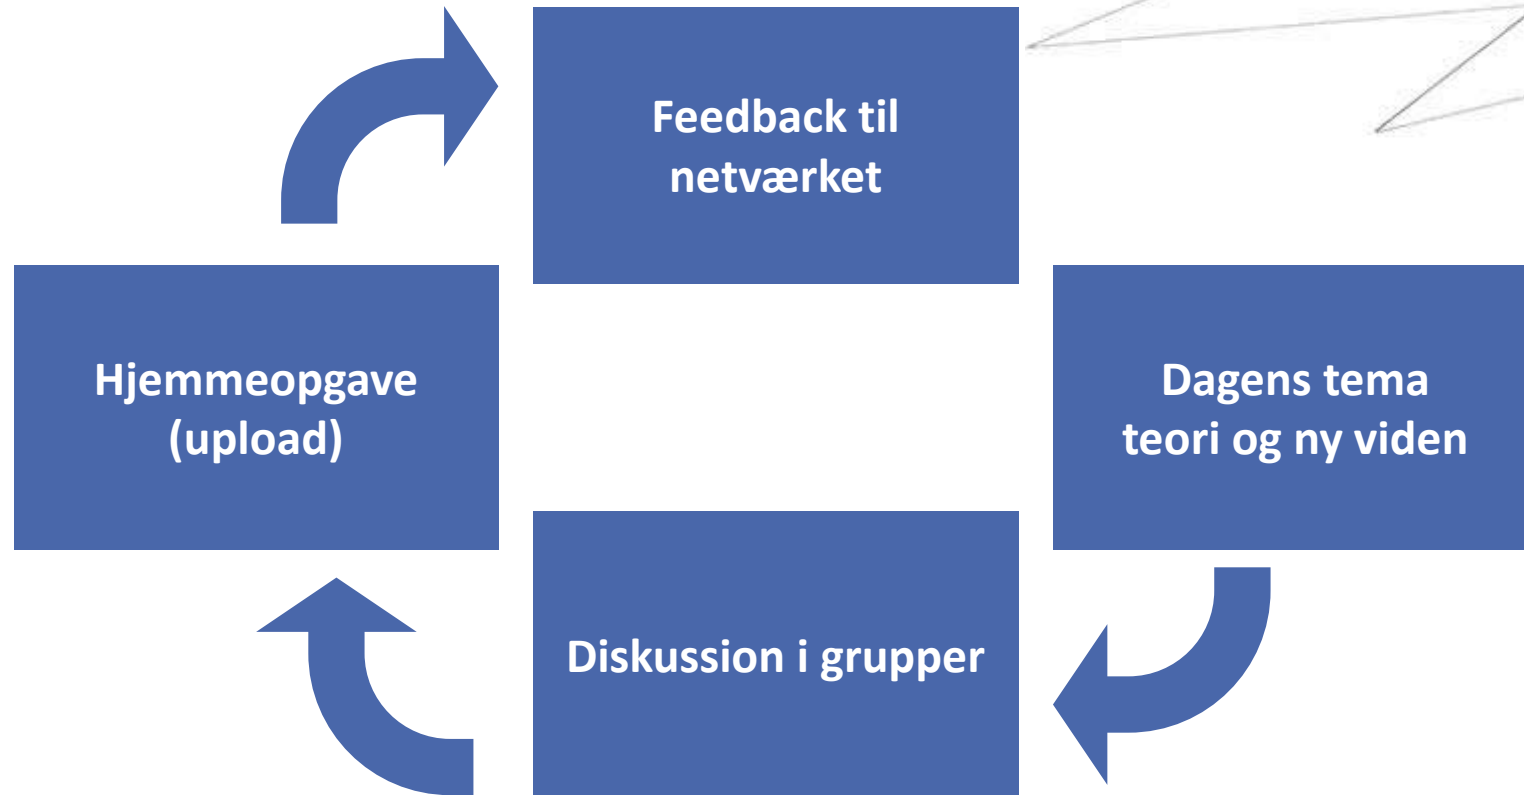 Feedback til
netværket
Dagens tema
teori og ny viden
Diskussion i grupper
Hjemmeopgave
(upload)